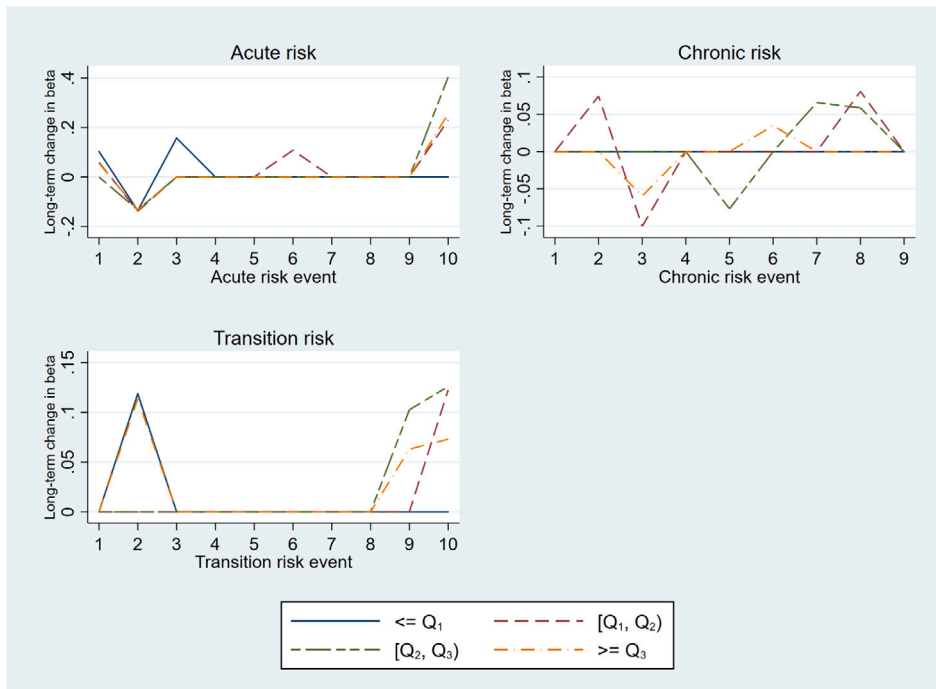 Acute risk
Long-term change in beta
.4
.2
0
-.2
1 2 3 4 5 6 7 8 9 10
Acute risk event
Chronic risk
Long-term change in beta
.1
.05
0
-.05
-.1
1 2 3 4 5 6 7 8 9
Chronic risk event
Transition risk
Long-term change in beta
.15
.1
.05
0
1 2 3 4 5 6 7 8 9 10
Transition risk event
<= Q₁ [Q₁, Q₂)
[Q₂, Q₃) >= Q₃